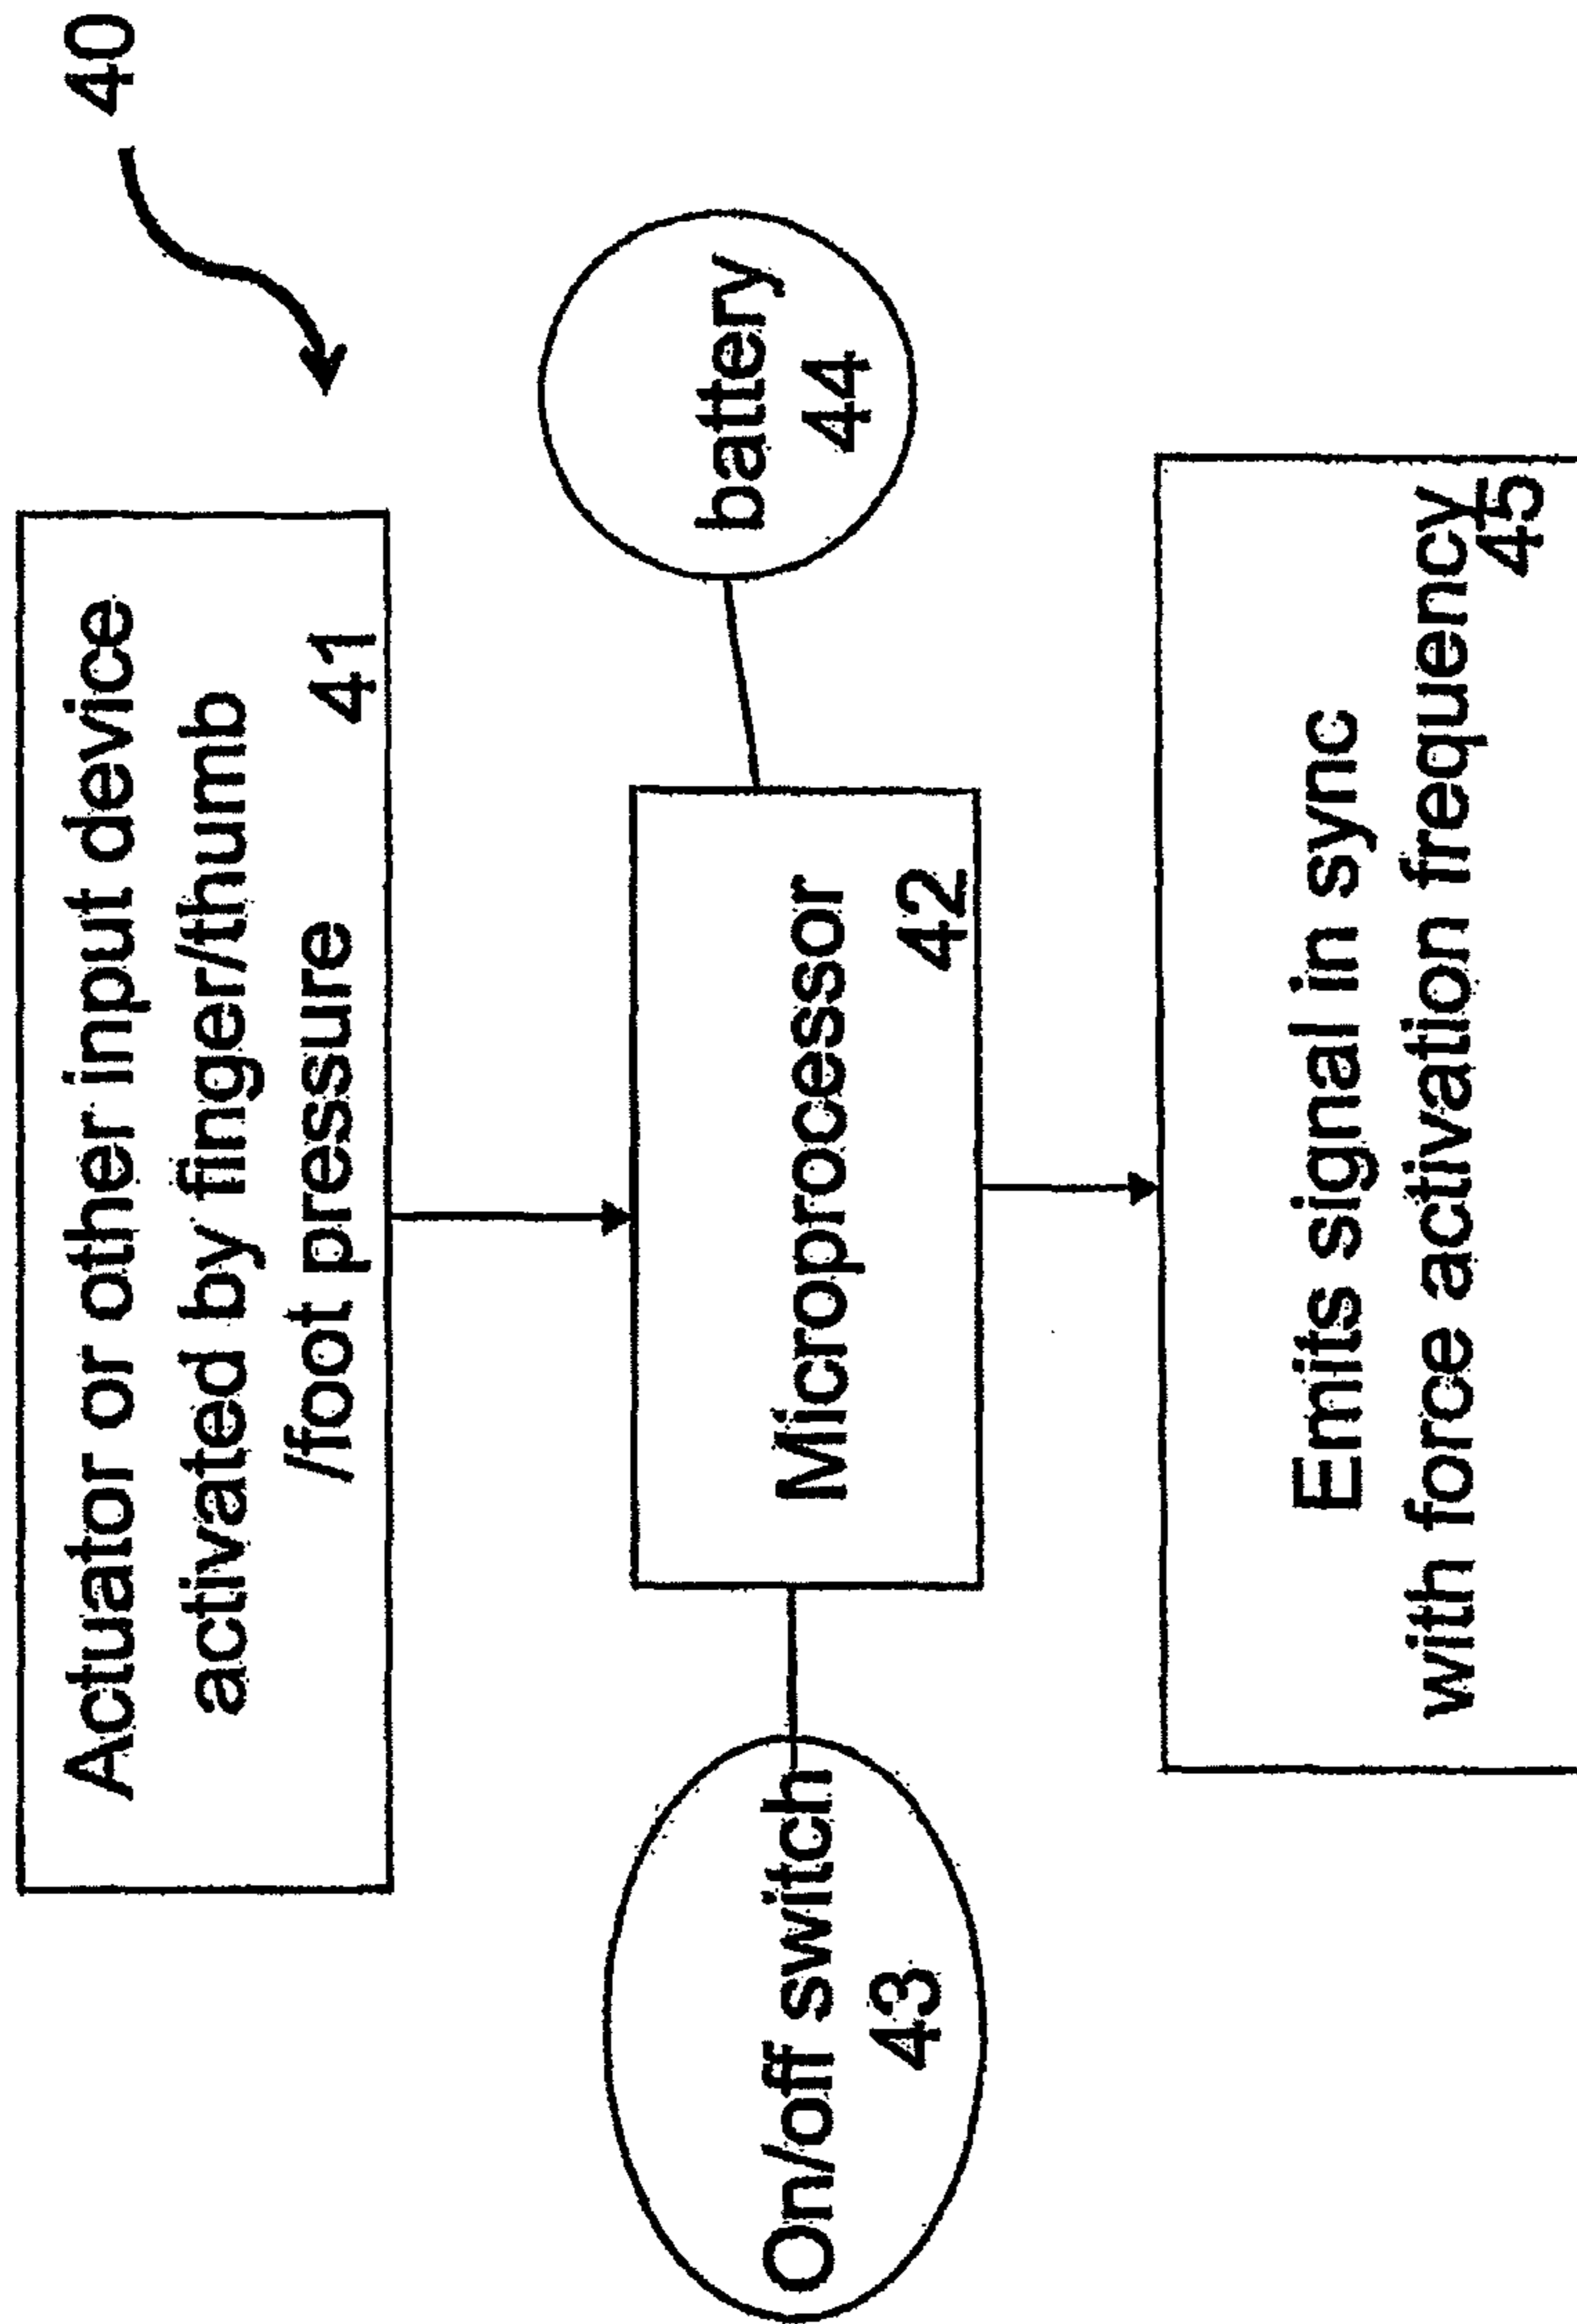 40
Actuator or other input device
activated by finger/thumb
/foot pressure
41
battery
44
Microprocessor
42
On/off switch
43
Emits signal in sync
with force activation frequency
45